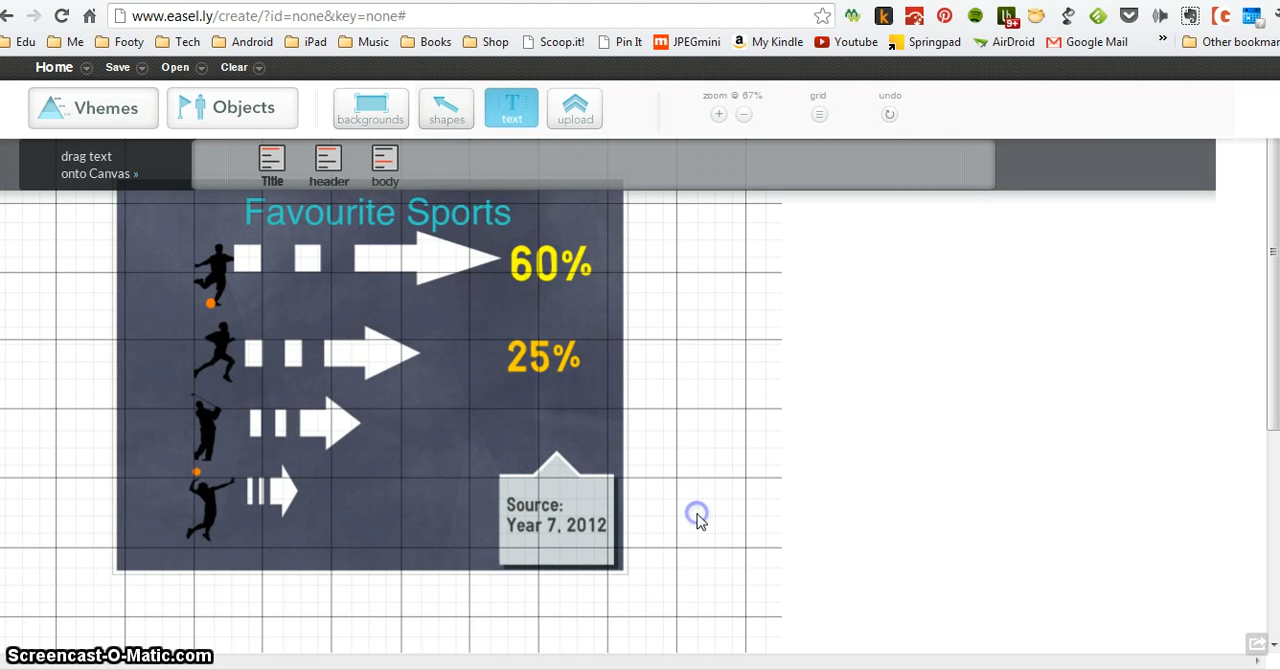 www.easel.ly/create/?id=none&key=none#
Edu Me Footy Tech Android iPad Music Books Shop Scoop.it! Pin It JPEGmini My Kindle Youtube Springpad AirDroid Google Mail » Other bookmar
Home Save Open Clear
Vhemes Objects backgrounds shapes T text upload zoom @ 67% grid undo
drag text
onto Canvas »
Title header body
Favourite Sports
60%
25%
Source:
Year 7, 2012
Screencast-O-Matic.com